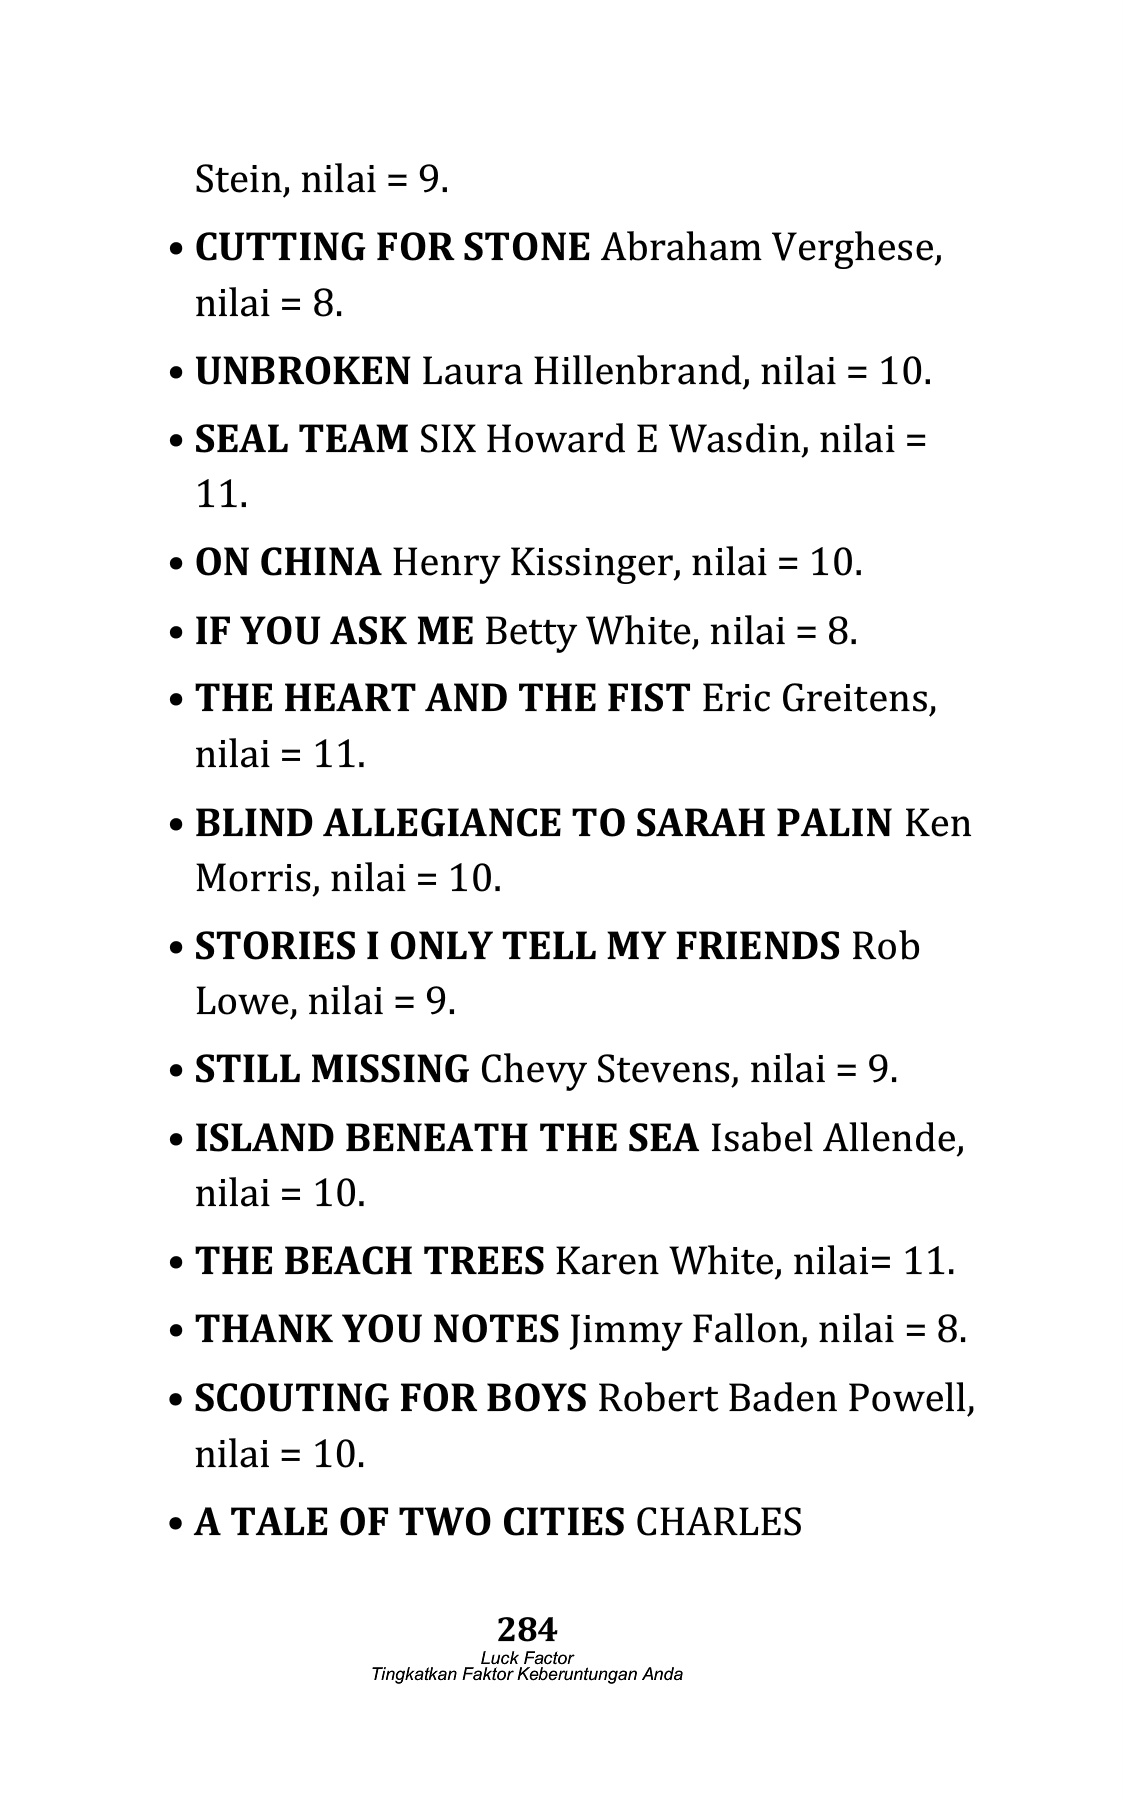 Stein, nilai = 9.
• CUTTING FOR STONE Abraham Verghese,
nilai = 8.
• UNBROKEN Laura Hillenbrand, nilai = 10.
• SEAL TEAM SIX Howard E Wasdin, nilai =
11.
• ON CHINA Henry Kissinger, nilai = 10.
• IF YOU ASK ME Betty White, nilai = 8.
• THE HEART AND THE FIST Eric Greitens,
nilai = 11.
• BLIND ALLEGIANCE TO SARAH PALIN Ken
Morris, nilai = 10.
• STORIES I ONLY TELL MY FRIENDS Rob
Lowe, nilai = 9.
• STILL MISSING Chevy Stevens, nilai = 9.
• ISLAND BENEATH THE SEA Isabel Allende,
nilai = 10.
• THE BEACH TREES Karen White, nilai= 11.
• THANK YOU NOTES Jimmy Fallon, nilai = 8.
• SCOUTING FOR BOYS Robert Baden Powell,
nilai = 10.
• A TALE OF TWO CITIES CHARLES
284
Luck Factor
Tingkatkan Faktor Keberuntungan Anda